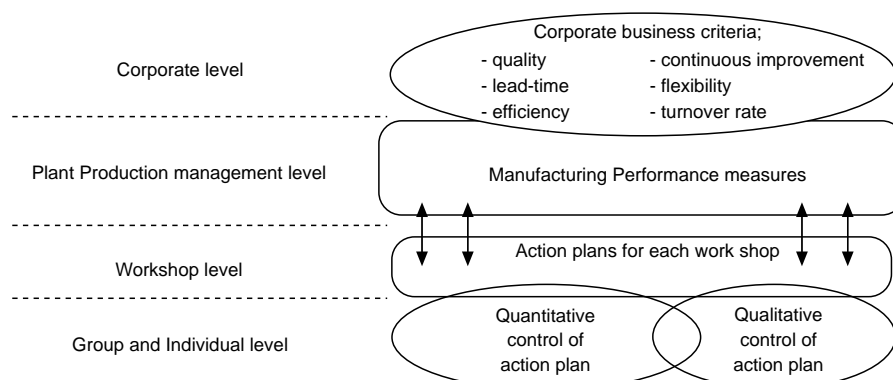 Corporate level
Corporate business criteria;
- quality
- lead-time
- efficiency
- continuous improvement
- flexibility
- turnover rate
Plant Production management level
Manufacturing Performance measures
Workshop level
Action plans for each work shop
Group and Individual level
Quantitative
control of
action plan
Qualitative
control of
action plan